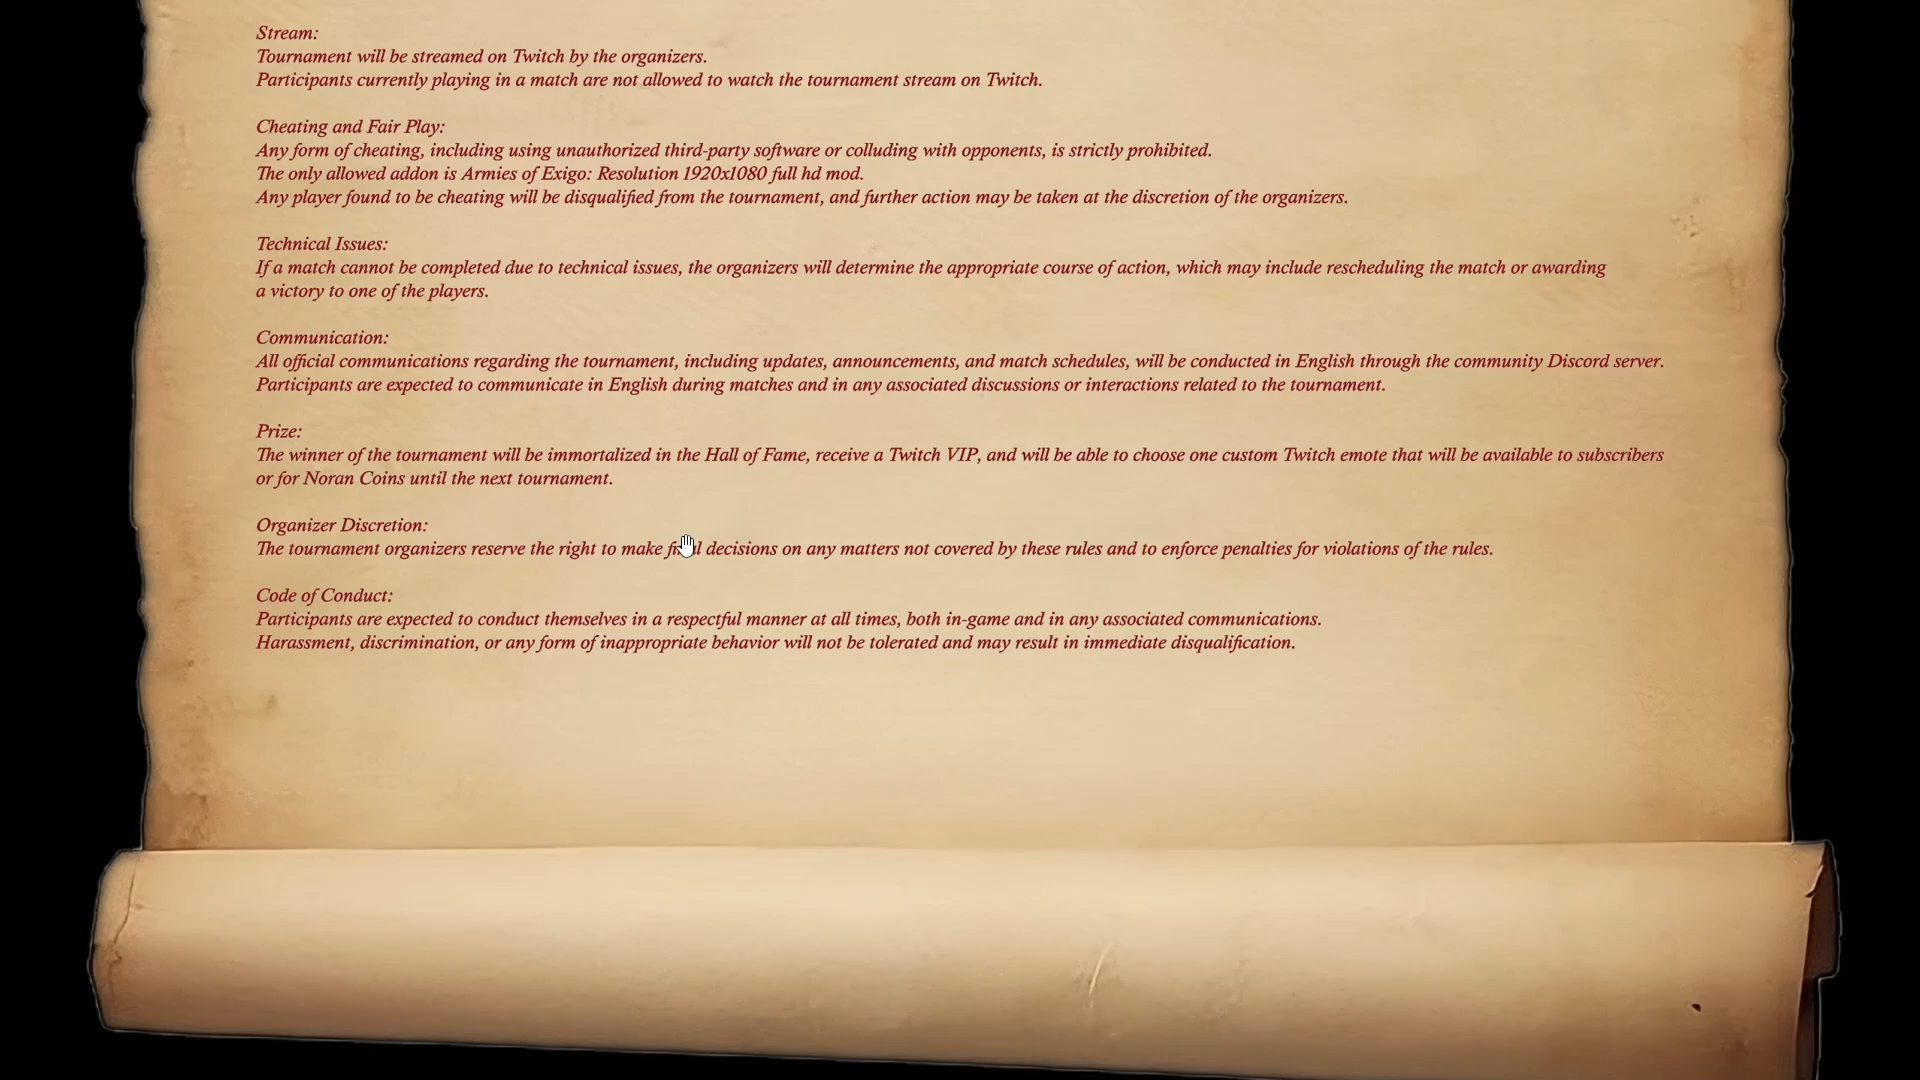 Stream:
Tournament will be streamed on Twitch by the organizers.
Participants currently playing in a match are not allowed to watch the tournament stream on Twitch.
Cheating and Fair Play:
Any form of cheating, including using unauthorized third-party software or colluding with opponents, is strictly prohibited.
The only allowed addon is Armies of Exigo: Resolution 1920x1080 full hd mod.
Any player found to be cheating will be disqualified from the tournament, and further action may be taken at the discretion of the organizers.
Technical Issues:
If a match cannot be completed due to technical issues, the organizers will determine the appropriate course of action, which may include rescheduling the match or awarding
a victory to one of the players.
Communication:
All official communications regarding the tournament, including updates, announcements, and match schedules, will be conducted in English through the community Discord server.
Participants are expected to communicate in English during matches and in any associated discussions or interactions related to the tournament.
Prize:
The winner of the tournament will be immortalized in the Hall of Fame, receive a Twitch VIP, and will be able to choose one custom Twitch emote that will be available to subscribers
or for Noran Coins until the next tournament.
Organizer Discretion:
The tournament organizers reserve the right to make decisions on any matters not covered by these rules and to enforce penalties for violations of the rules.
Code of Conduct:
Participants are expected to conduct themselves in a respectful manner at all times, both in-game and in any associated communications.
Harassment, discrimination, or any form of inappropriate behavior will not be tolerated and may result in immediate disqualification.